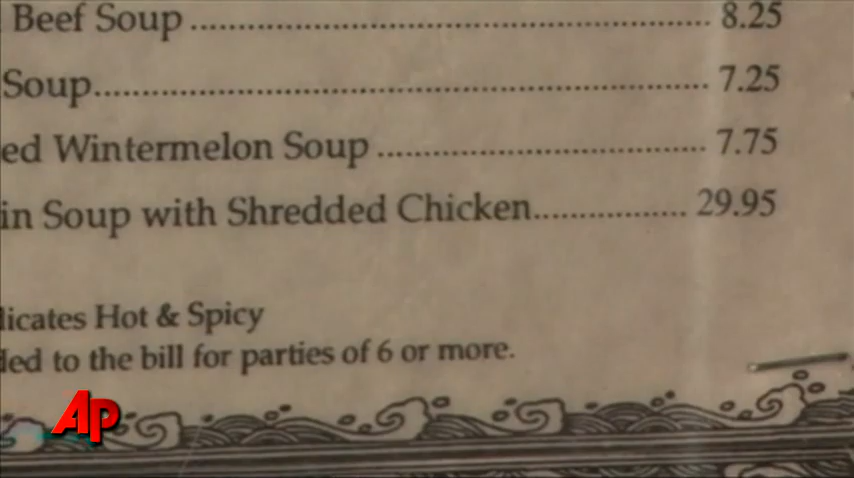 Beef Soup ........................................................ 8.25
Soup.................................................................. 7.25
ed Wintermelon Soup ................................... 7.75
in Soup with Shredded Chicken................ 29.95
licates Hot & Spicy
ded to the bill for parties of 6 or more.
AP